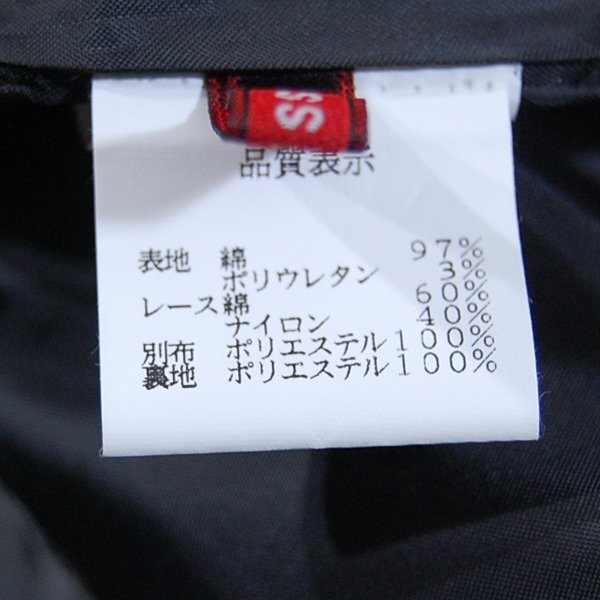 SS
品質表示
表地 綿 97%
ポリウレタン 3%
レース綿 60%
ナイロン 40%
別布 ポリエステル100%
裏地 ポリエステル100%